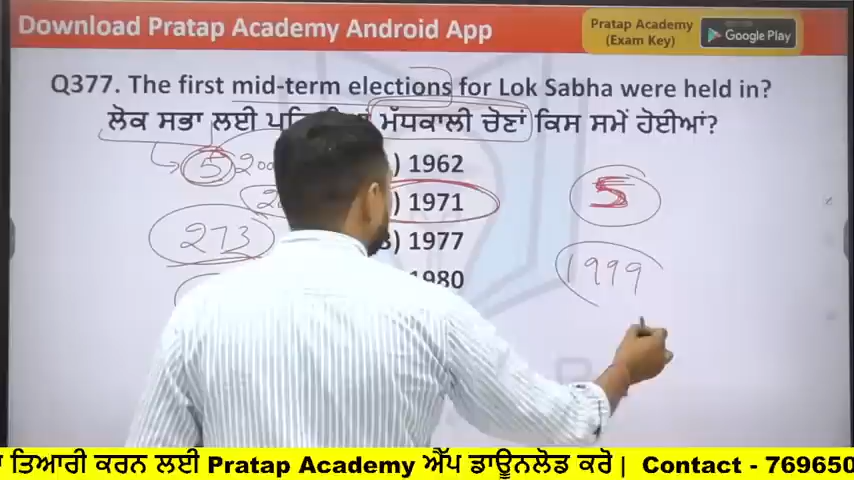 Download Pratap Academy Android App
Pratap Academy
(Exam Key)
Google Play
Q377. The first mid-term elections for Lok Sabha were held in?
ਲੋਕ ਸਭਾ ਲਈ ਮੱਧਕਾਲੀ ਚੋਣਾਂ ਕਿਸ ਸਮੇਂ ਹੋਈਆਂ?
) 1962
) 1971
) 1977
1980
5
273
5
1999
ਤਿਆਰੀ ਕਰਨ ਲਈ Pratap Academy ਐੱਪ ਡਾਊਨਲੋਡ ਕਰੋ | Contact - 769650